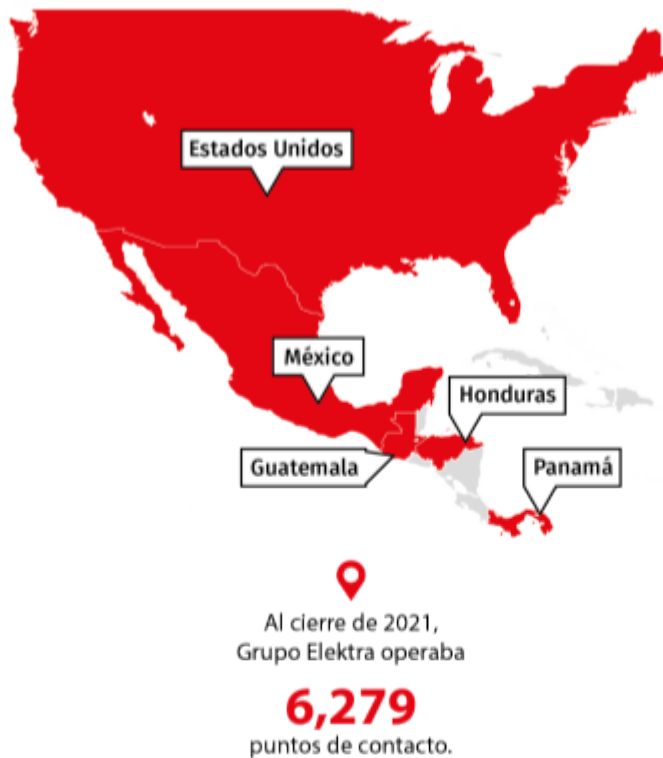 Estados Unidos
México
Honduras
Guatemala
Panamá
Al cierre de 2021,
Grupo Elektra operaba
6,279
puntos de contacto.